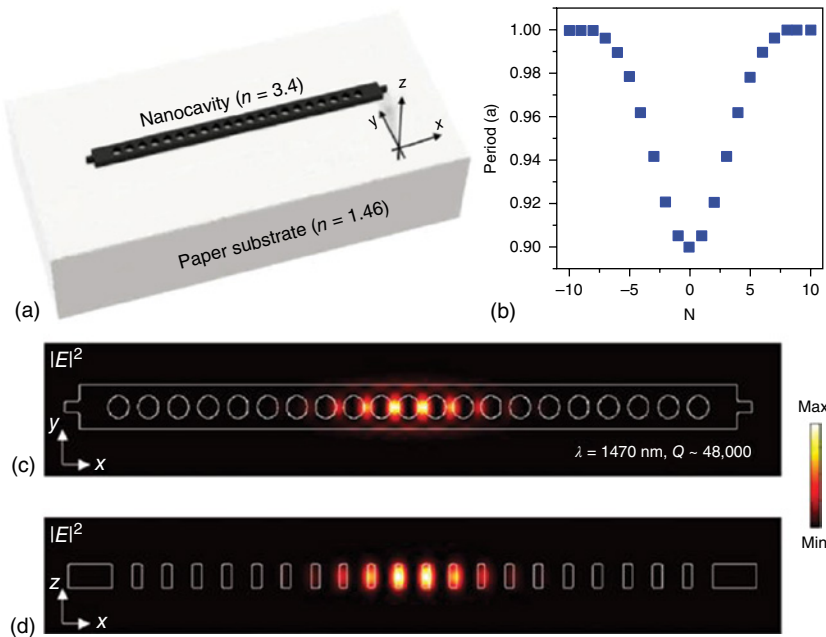 Nanocavity (n = 3.4)
z
y
x
Paper substrate (n = 1.46)
(a)
1.00
0.98
0.96
0.94
0.92
0.90
Period (a)
−10
−5
0
5
10
N
(b)
|E|²
y
x
λ = 1470 nm, Q ~ 48,000
(c)
Max
Min
|E|²
z
x
(d)